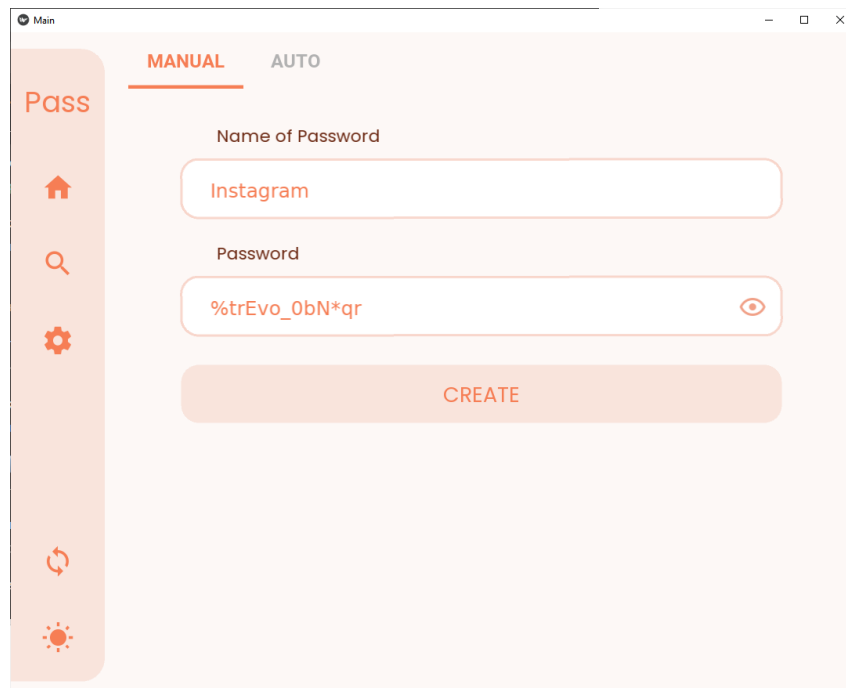 Main
MANUAL AUTO
Pass
Name of Password
Instagram
Password
%trEvo_0bN*qr
CREATE